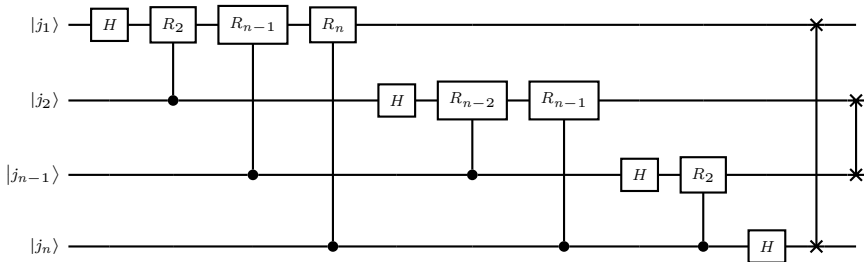 |j₁⟩ H R₂ Rₙ₋₁ Rₙ
|j₂⟩ H Rₙ₋₂ Rₙ₋₁
|jₙ₋₁⟩ H R₂
|jₙ⟩ H